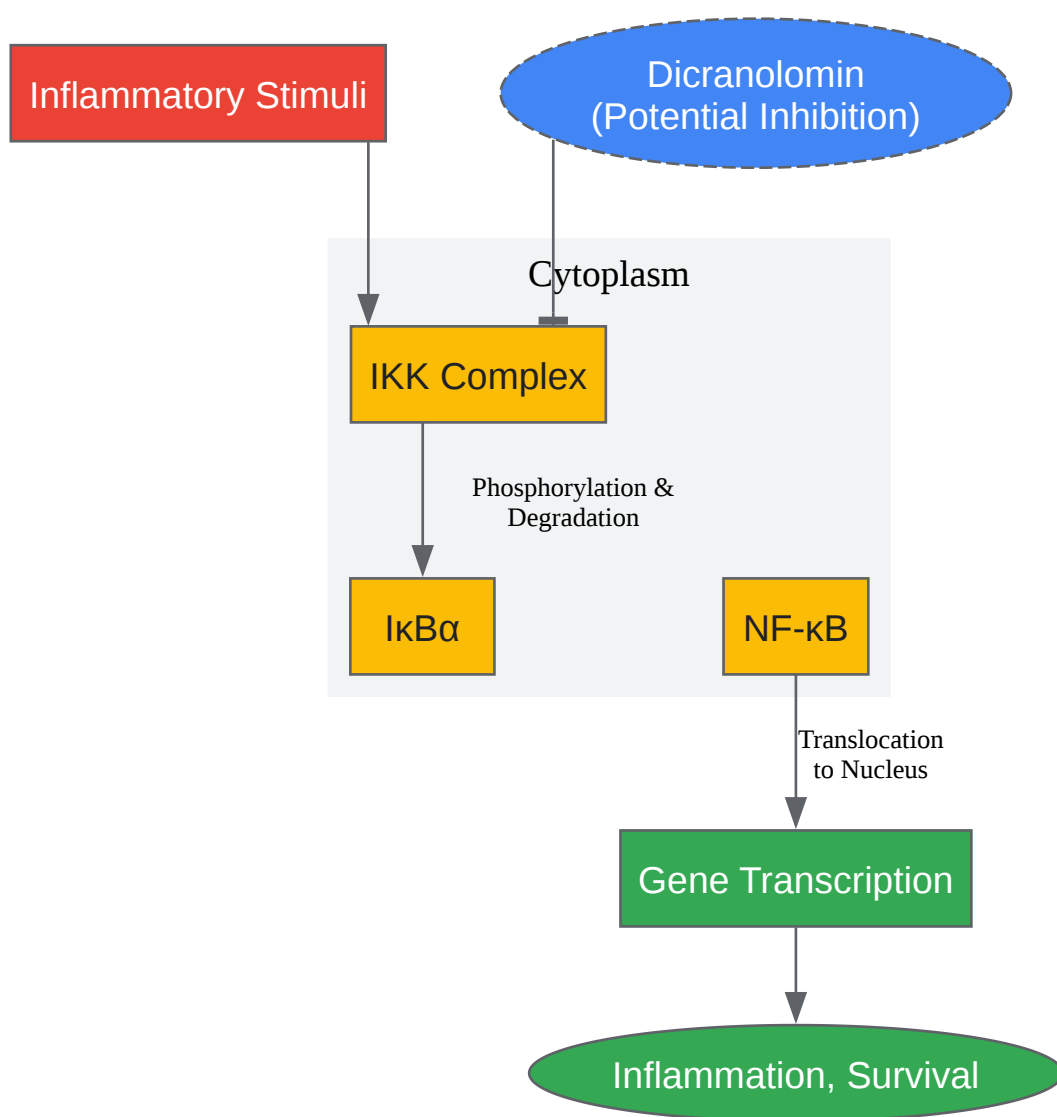 Inflammatory Stimuli
Dicranolomin
(Potential Inhibition)
Cytoplasm
IKK Complex
Phosphorylation &
Degradation
IκBα
NF-κB
Translocation
to Nucleus
Gene Transcription
Inflammation, Survival